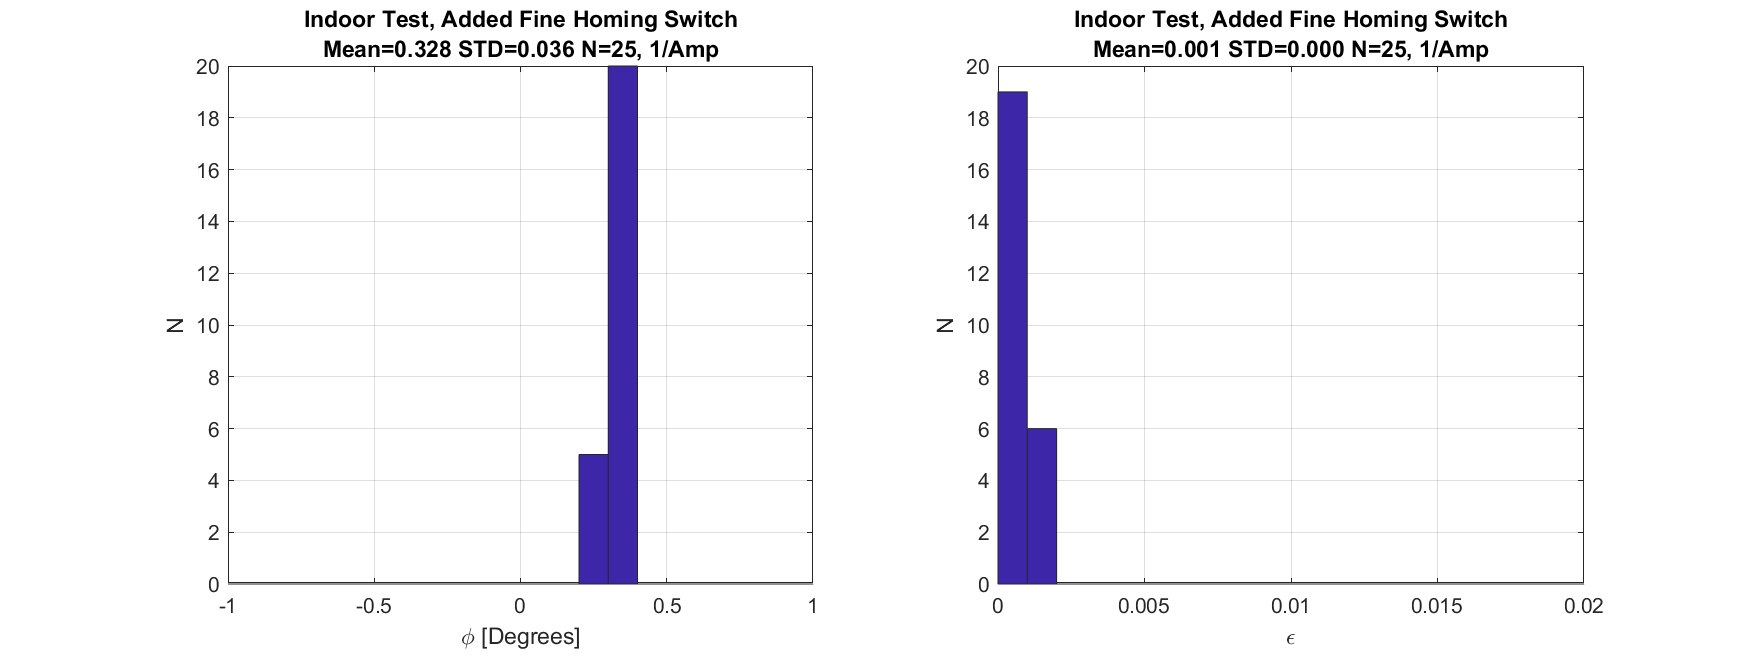 Indoor Test, Added Fine Homing Switch
Mean=0.328 STD=0.036 N=25, 1/Amp
20
18
16
14
12
10
8
6
4
2
0
N
-1 -0.5 0 0.5 1
ϕ [Degrees]
Indoor Test, Added Fine Homing Switch
Mean=0.001 STD=0.000 N=25, 1/Amp
20
18
16
14
12
10
8
6
4
2
0
N
0 0.005 0.01 0.015 0.02
ϵ